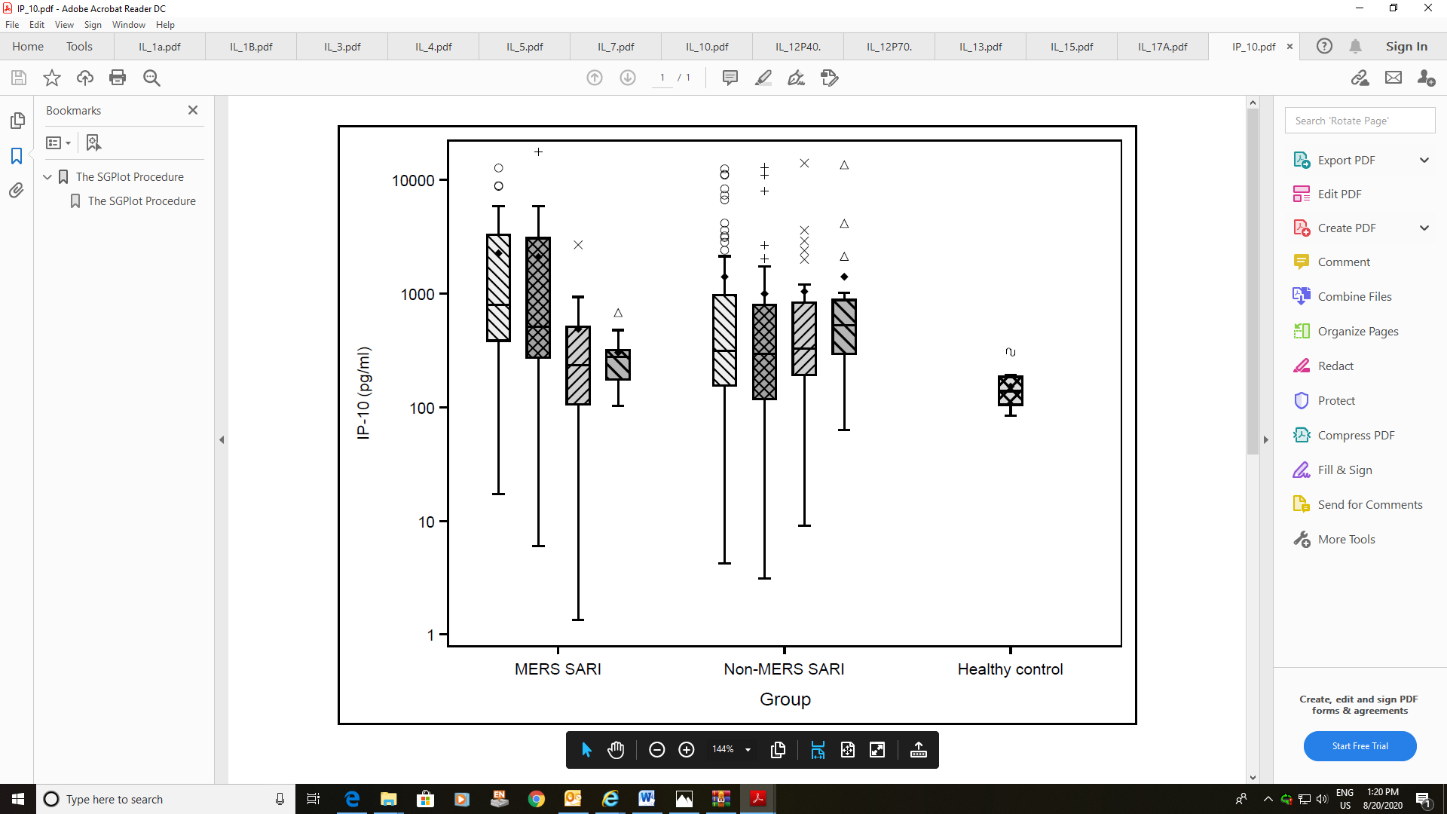 IP_10.pdf - Adobe Acrobat Reader DC
File Edit View Sign Window Help
Home Tools IL_1a.pdf IL_1B.pdf IL_3.pdf IL_4.pdf IL_5.pdf IL_7.pdf IL_10.pdf IL_12P40. IL_12P70. IL_13.pdf IL_15.pdf IL_17A.pdf IP_10.pdf × ? Sign In
1 / 1
Bookmarks
The SGPlot Procedure
The SGPlot Procedure
10000
1000
100
10
1
IP-10 (pg/ml)
MERS SARI Non-MERS SARI Healthy control
Group
144%
Search 'Rotate Page'
Export PDF
Edit PDF
Create PDF
Comment
Combine Files
Organize Pages
Redact
Protect
Compress PDF
Fill & Sign
Send for Comments
More Tools
Create, edit and sign PDF
forms & agreements
Start Free Trial
Type here to search
ENG 1:20 PM
US 8/20/2020
1